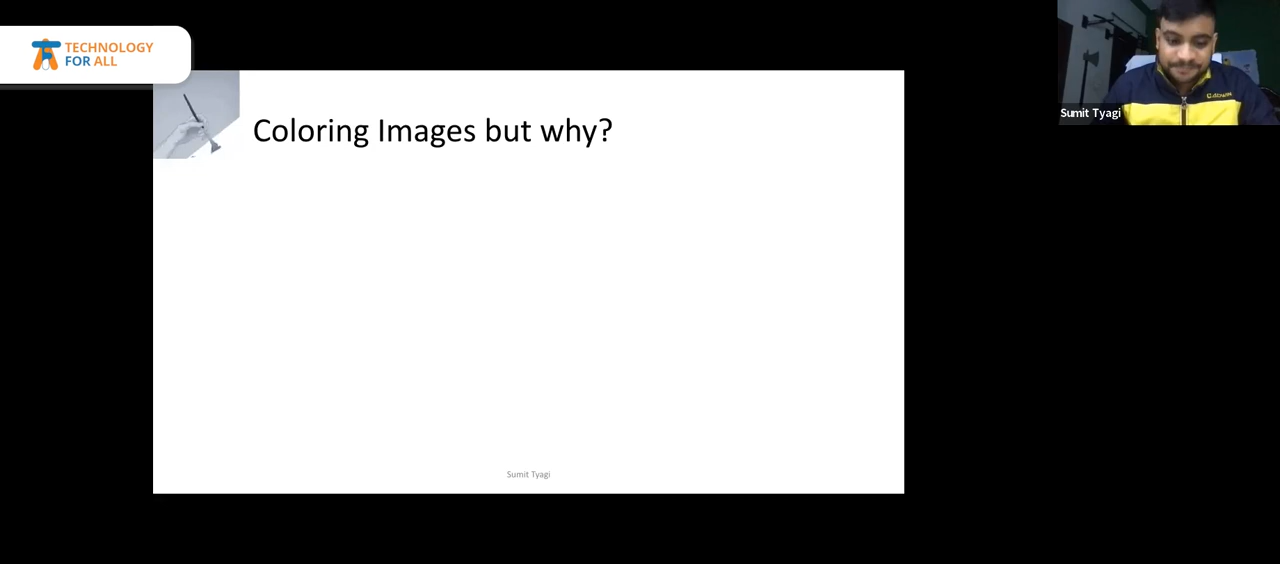 TECHNOLOGY
FOR ALL
Coloring Images but why?
Sumit Tyagi
Sumit Tyagi